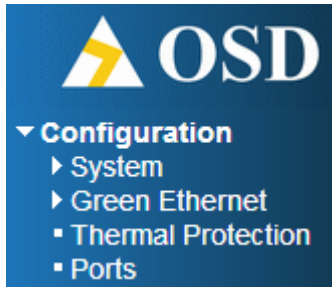 OSD
Configuration
System
Green Ethernet
Thermal Protection
Ports